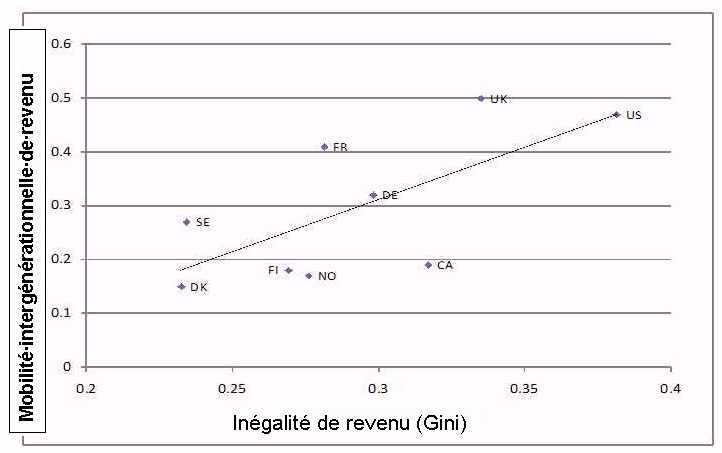 Mobilité·intergénérationnelle·de·revenu
0.6
0.5
UK
US
0.4
FR
0.3
DE
SE
0.2
FI
NO
CA
DK
0.1
0
0.2
0.25
0.3
0.35
0.4
Inégalité de revenu (Gini)